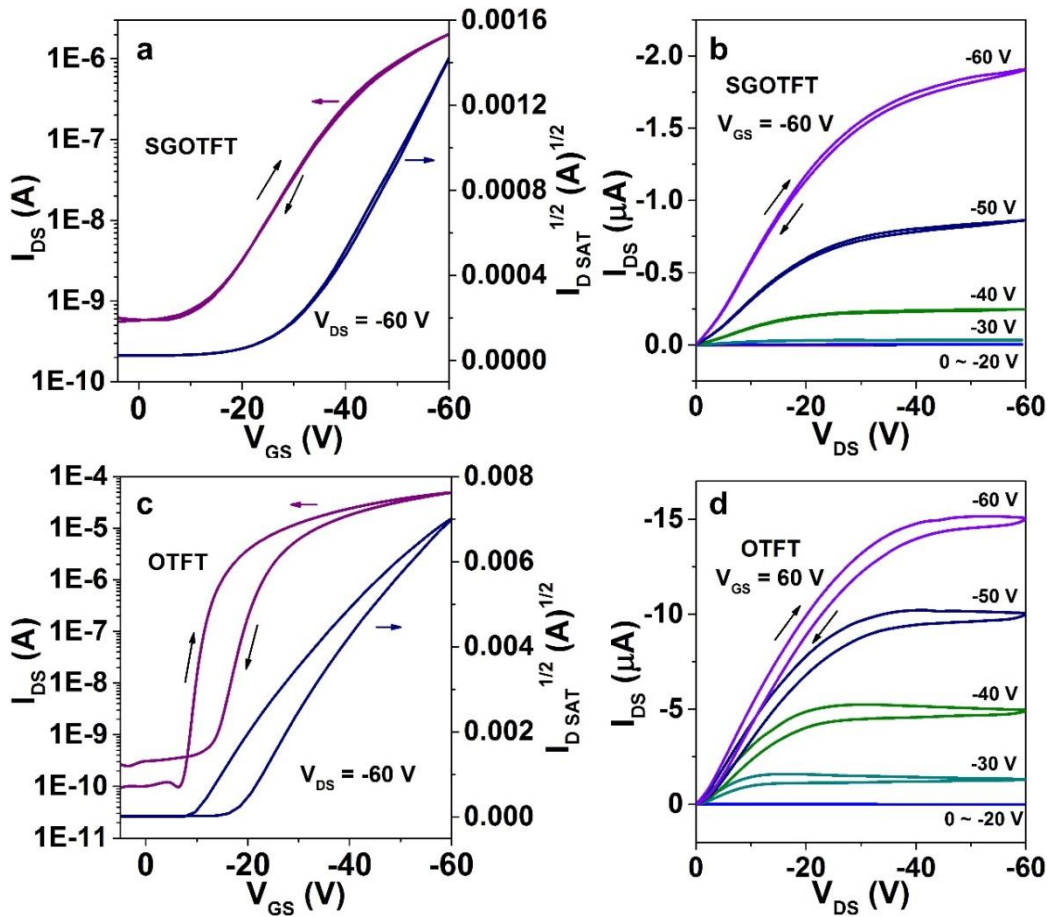 a
SGOTFT
V_DS = -60 V
1E-6
1E-7
1E-8
1E-9
1E-10
I_DS (A)
0.0016
0.0012
0.0008
0.0004
0.0000
I_D SAT^1/2 (A)^1/2
0 -20 -40 -60
V_GS (V)
b
SGOTFT
V_GS = -60 V
-60 V
-50 V
-40 V
-30 V
0 ~ -20 V
-2.0
-1.5
-1.0
-0.5
0.0
I_DS (µA)
0 -20 -40 -60
V_DS (V)
c
OTFT
V_DS = -60 V
1E-4
1E-5
1E-6
1E-7
1E-8
1E-9
1E-10
1E-11
I_DS (A)
0.008
0.006
0.004
0.002
0.000
I_D SAT^1/2 (A)^1/2
0 -20 -40 -60
V_GS (V)
d
OTFT
V_GS = 60 V
-60 V
-50 V
-40 V
-30 V
0 ~ -20 V
-15
-10
-5
0
I_DS (µA)
0 -20 -40 -60
V_DS (V)